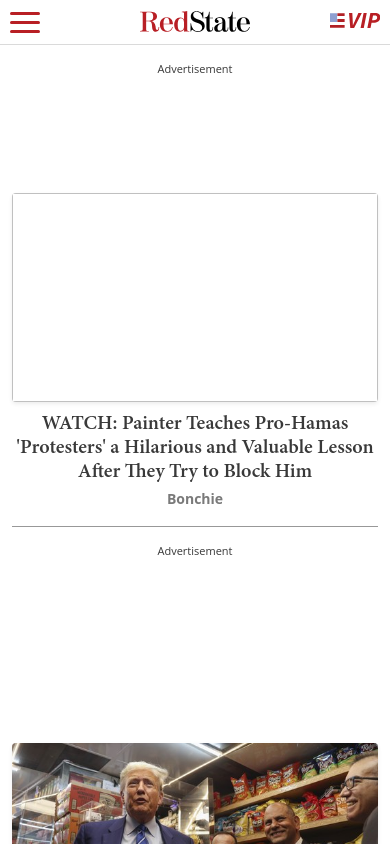 RedState
VIP
Advertisement
WATCH: Painter Teaches Pro-Hamas
'Protesters' a Hilarious and Valuable Lesson
After They Try to Block Him
Bonchie
Advertisement